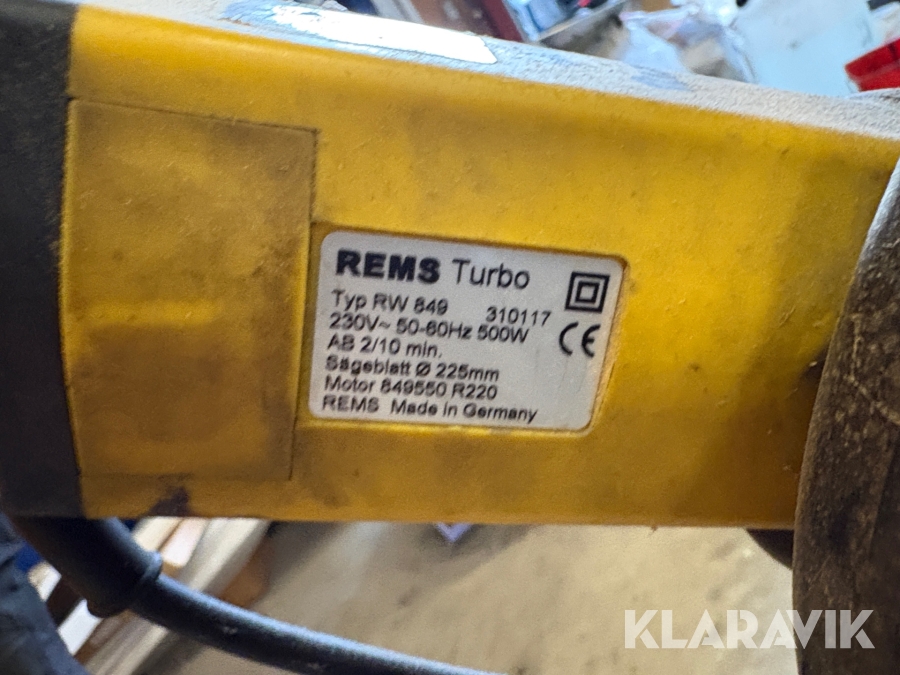 REMS Turbo
Typ RW 849 310117
230V~ 50-60Hz 500W
AB 2/10 min.
Sägeblatt Ø 225mm
Motor 849550 R220
REMS Made in Germany
CE
KLARAVIK